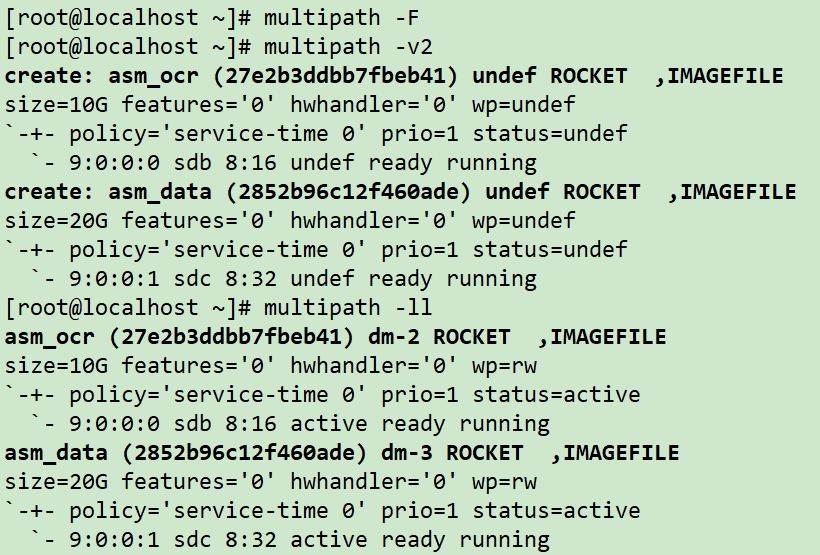 [root@localhost ~]# multipath -F
[root@localhost ~]# multipath -v2
create: asm_ocr (27e2b3ddbb7fbeb41) undef ROCKET  ,IMAGEFILE
size=10G features='0' hwhandler='0' wp=undef
`-+- policy='service-time 0' prio=1 status=undef
  `- 9:0:0:0 sdb 8:16 undef ready running
create: asm_data (2852b96c12f460ade) undef ROCKET  ,IMAGEFILE
size=20G features='0' hwhandler='0' wp=undef
`-+- policy='service-time 0' prio=1 status=undef
  `- 9:0:0:1 sdc 8:32 undef ready running
[root@localhost ~]# multipath -ll
asm_ocr (27e2b3ddbb7fbeb41) dm-2 ROCKET  ,IMAGEFILE
size=10G features='0' hwhandler='0' wp=rw
`-+- policy='service-time 0' prio=1 status=active
  `- 9:0:0:0 sdb 8:16 active ready running
asm_data (2852b96c12f460ade) dm-3 ROCKET  ,IMAGEFILE
size=20G features='0' hwhandler='0' wp=rw
`-+- policy='service-time 0' prio=1 status=active
  `- 9:0:0:1 sdc 8:32 active ready running